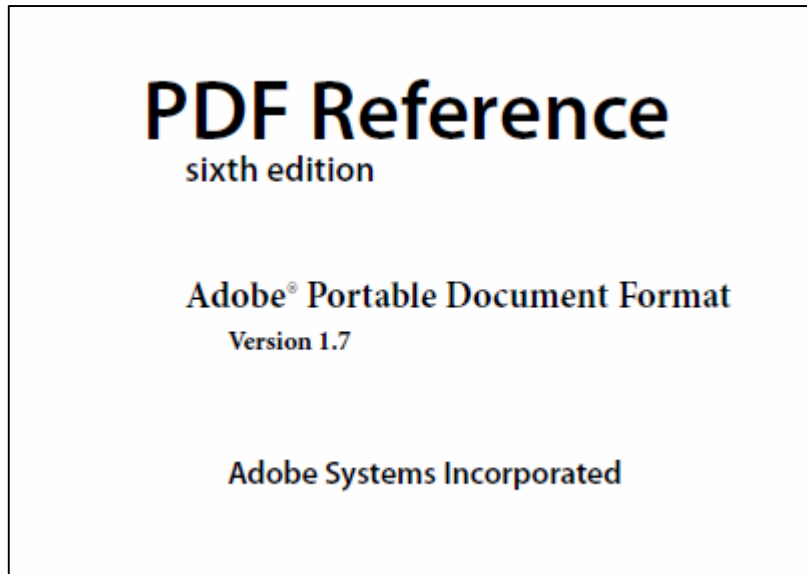 PDF Reference
sixth edition
Adobe® Portable Document Format
Version 1.7
Adobe Systems Incorporated